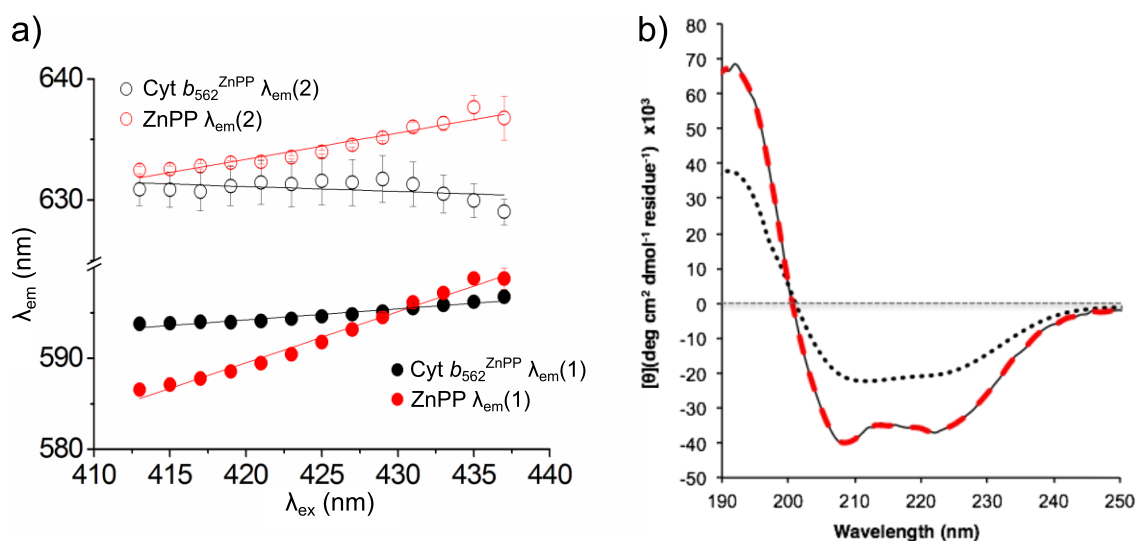 a)
640
630
590
580
λem (nm)
Cyt b562ZnPP λem(2)
ZnPP λem(2)
Cyt b562ZnPP λem(1)
ZnPP λem(1)
410 415 420 425 430 435 440
λex (nm)
b)
80
70
60
50
40
30
20
10
0
-10
-20
-30
-40
-50
[θ](deg cm2 dmol-1 residue-1) x103
190 200 210 220 230 240 250
Wavelength (nm)